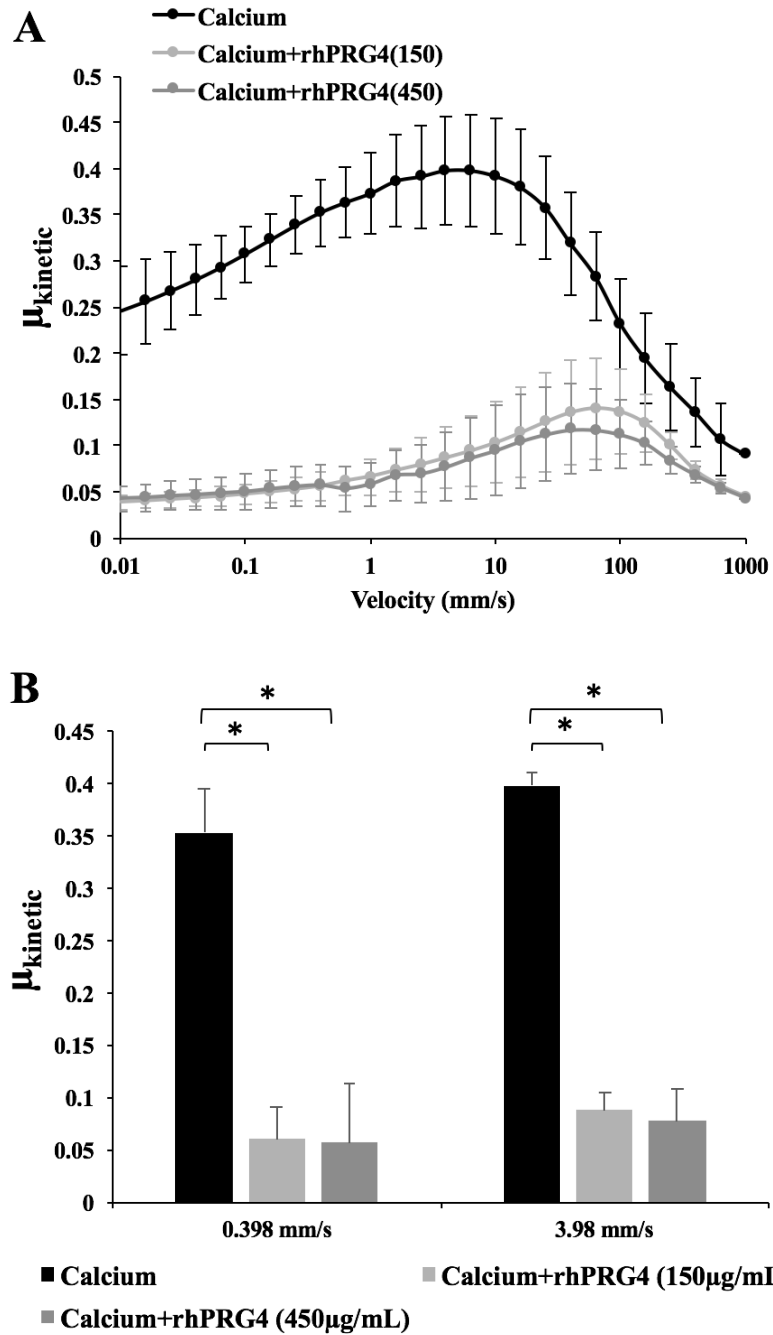 A
Calcium
Calcium+rhPRG4(150)
Calcium+rhPRG4(450)
0.5
0.45
0.4
0.35
0.3
0.25
0.2
0.15
0.1
0.05
0
μkinetic
0.01 0.1 1 10 100 1000
Velocity (mm/s)
B
* *
* *
0.45
0.4
0.35
0.3
0.25
0.2
0.15
0.1
0.05
0
μkinetic
0.398 mm/s 3.98 mm/s
Calcium Calcium+rhPRG4 (150μg/mL
Calcium+rhPRG4 (450μg/mL)